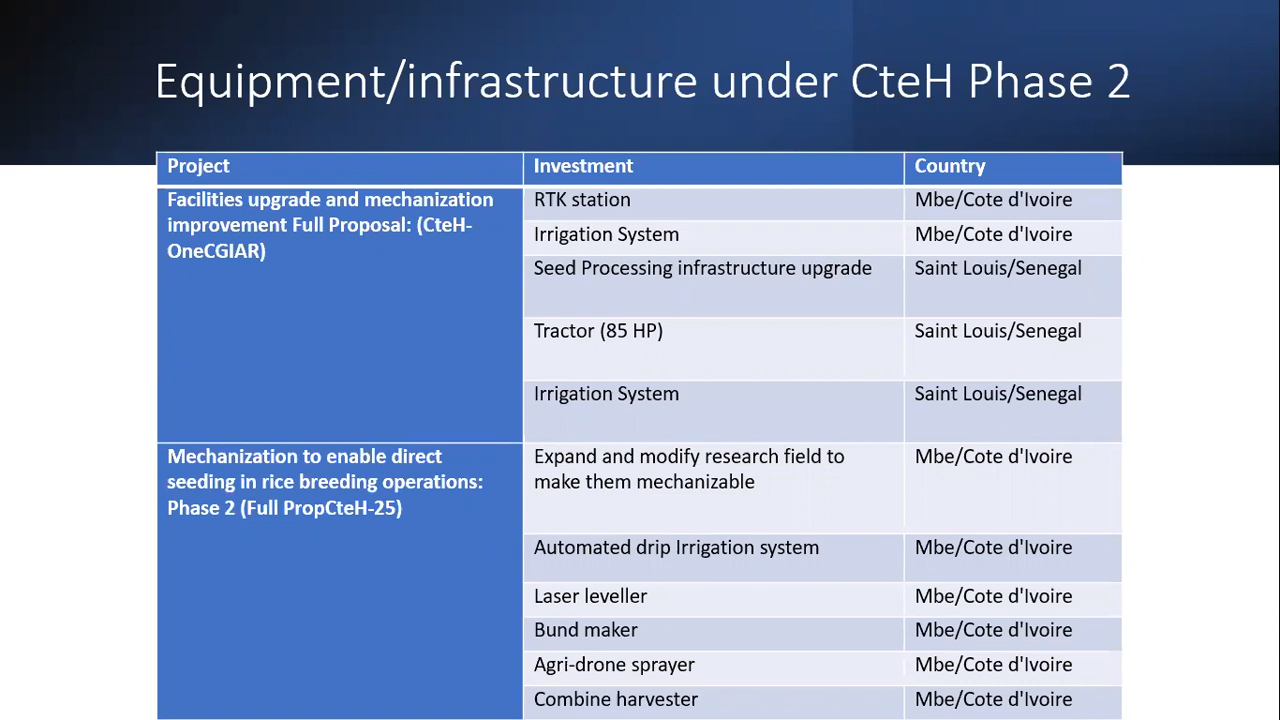 Equipment/infrastructure under CteH Phase 2
Project Investment Country
Facilities upgrade and mechanization
improvement Full Proposal: (CteH-
OneCGIAR)
RTK station Mbe/Cote d'Ivoire
Irrigation System Mbe/Cote d'Ivoire
Seed Processing infrastructure upgrade Saint Louis/Senegal
Tractor (85 HP) Saint Louis/Senegal
Irrigation System Saint Louis/Senegal
Mechanization to enable direct
seeding in rice breeding operations:
Phase 2 (Full PropCteH-25)
Expand and modify research field to
make them mechanizable
Mbe/Cote d'Ivoire
Automated drip Irrigation system Mbe/Cote d'Ivoire
Laser leveller Mbe/Cote d'Ivoire
Bund maker Mbe/Cote d'Ivoire
Agri-drone sprayer Mbe/Cote d'Ivoire
Combine harvester Mbe/Cote d'Ivoire